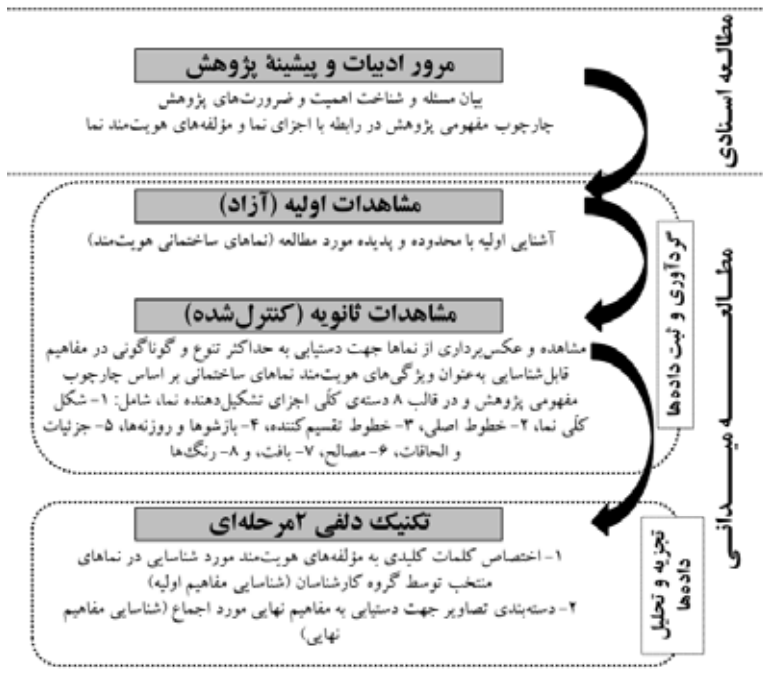 مطالعه اسنادی
مرور ادبیات و پیشینهٔ پژوهش
بیان مسئله و شناخت اهمیت و ضرورت‌های پژوهش
چارچوب مفهومی پژوهش در رابطه با اجزای نما و مؤلفه‌های هویت‌مند نما
مطالعه میدانی
گردآوری و ثبت داده‌ها
مشاهدات اولیه (آزاد)
آشنایی اولیه با محدوده و پدیده مورد مطالعه (نماهای ساختمانی هویت‌مند)
مشاهدات ثانویه (کنترل‌شده)
مشاهده و عکس‌برداری از نماها جهت دستیابی به حداکثر تنوع و گوناگونی در مفاهیم
قابل‌شناسایی به‌عنوان ویژگی‌های هویت‌مند نماهای ساختمانی بر اساس چارچوب
مفهومی پژوهش و در قالب ۸ دسته‌ی کلّی اجزای تشکیل‌دهنده نما، شامل: ۱- شکل
کلّی نما، ۲- خطوط اصلی، ۳- خطوط تقسیم‌کننده، ۴- بازشوها و روزنه‌ها، ۵- جزئیات
و الحاقات، ۶- مصالح، ۷- بافت، و ۸- رنگ‌ها
تجزیه و تحلیل
داده‌ها
تکنیک دلفی ۲مرحله‌ای
۱- اختصاص کلمات کلیدی به مؤلفه‌های هویت‌مند مورد شناسایی در نماهای
منتخب توسط گروه کارشناسان (شناسایی مفاهیم اولیه)
۲- دسته‌بندی تصاویر جهت دستیابی به مفاهیم نهایی مورد اجماع (شناسایی مفاهیم
نهایی)